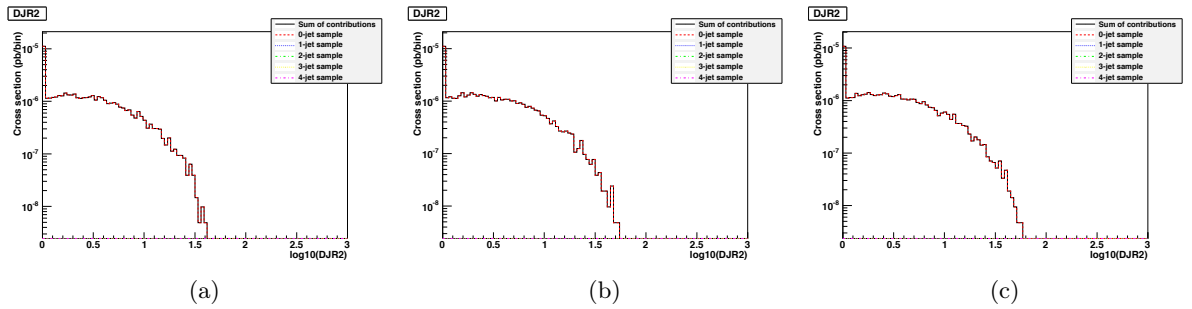 DJR2
Cross section (pb/bin)
10^-5
10^-6
10^-7
10^-8
Sum of contributions
0-jet sample
1-jet sample
2-jet sample
3-jet sample
4-jet sample
0 0.5 1 1.5 2 2.5 3
log10(DJR2)
(a)
DJR2
Cross section (pb/bin)
10^-5
10^-6
10^-7
10^-8
Sum of contributions
0-jet sample
1-jet sample
2-jet sample
3-jet sample
4-jet sample
0 0.5 1 1.5 2 2.5 3
log10(DJR2)
(b)
DJR2
Cross section (pb/bin)
10^-5
10^-6
10^-7
10^-8
Sum of contributions
0-jet sample
1-jet sample
2-jet sample
3-jet sample
4-jet sample
0 0.5 1 1.5 2 2.5 3
log10(DJR2)
(c)